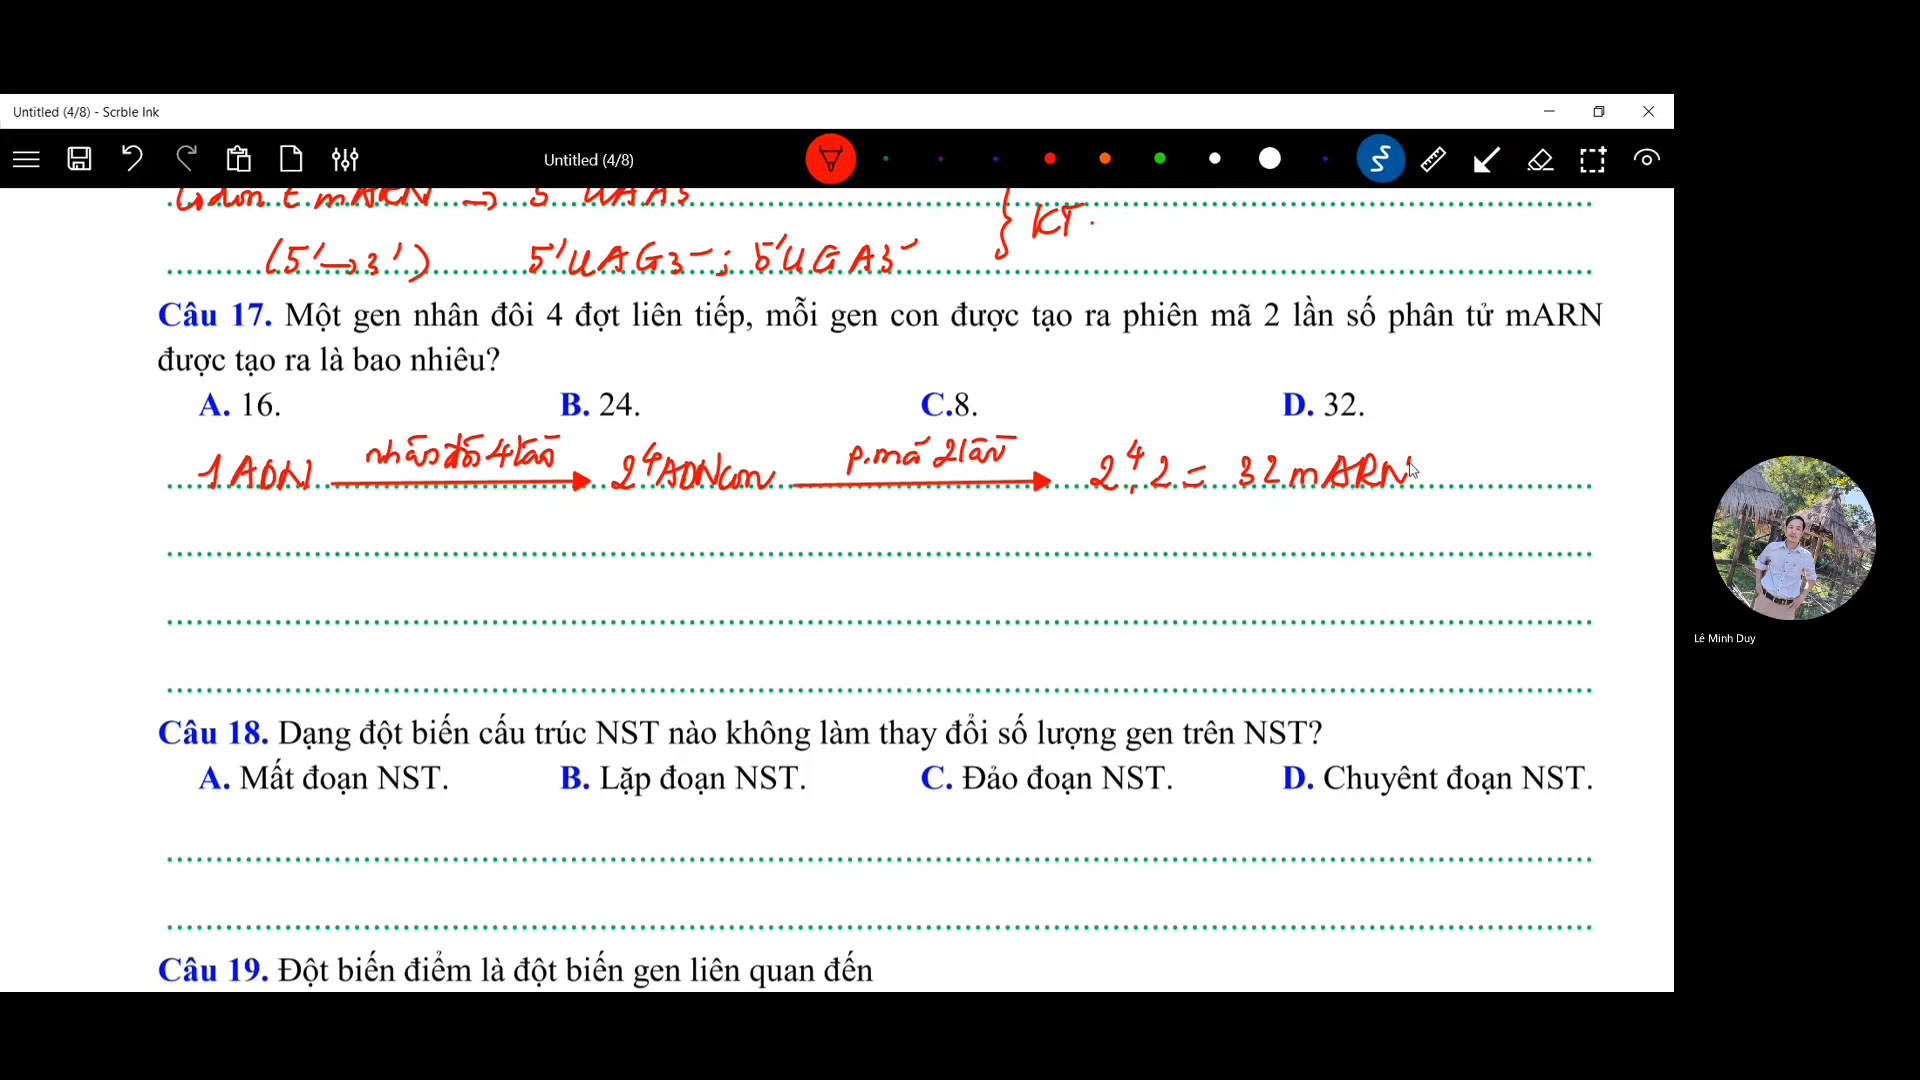 Untitled (4/8) - Scrble Ink
Untitled (4/8)
mARN → 5' UAA3'
} KT.
(5'→3') 5'UAG3'; 5'UGA3'
Câu 17. Một gen nhân đôi 4 đợt liên tiếp, mỗi gen con được tạo ra phiên mã 2 lần số phân tử mARN
được tạo ra là bao nhiêu?
A. 16. B. 24. C.8. D. 32.
nhân đôi 4 lần p.mã 2 lần
1 ADN → 2⁴ ADN con → 2⁴.2 = 32 mARN
Câu 18. Dạng đột biến cấu trúc NST nào không làm thay đổi số lượng gen trên NST?
A. Mất đoạn NST. B. Lặp đoạn NST. C. Đảo đoạn NST. D. Chuyênt đoạn NST.
Câu 19. Đột biến điểm là đột biến gen liên quan đến
Lê Minh Duy